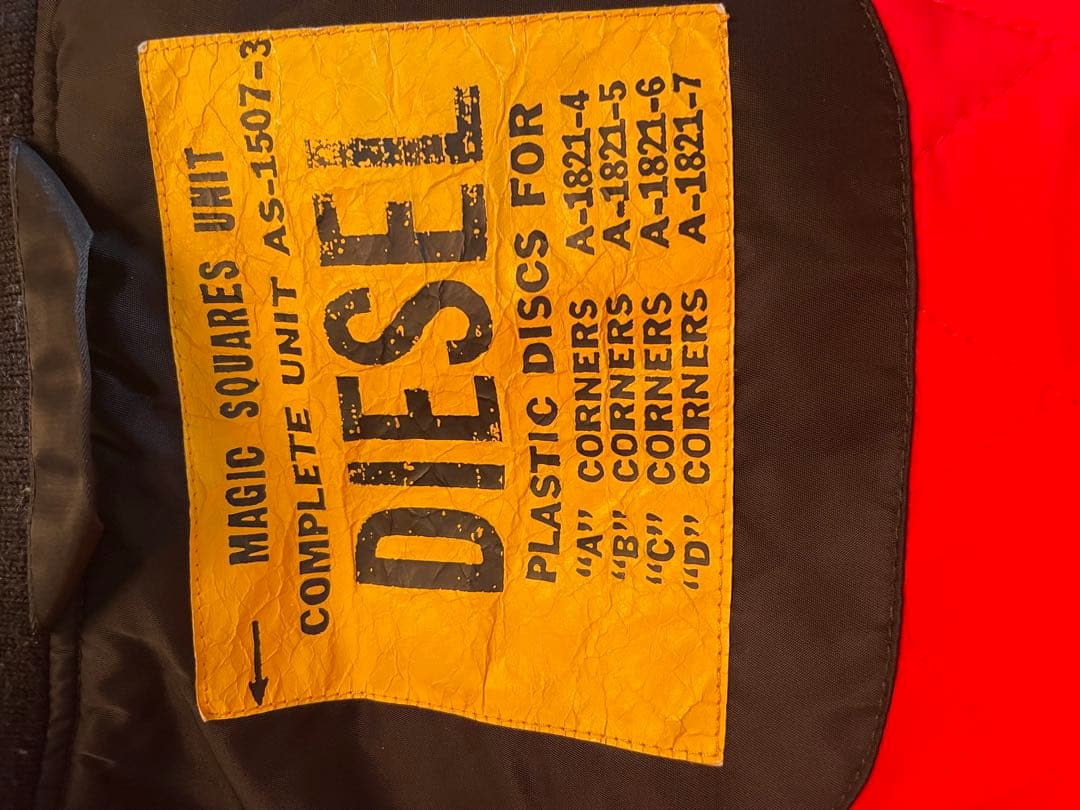 MAGIC SQUARES UNIT
COMPLETE UNIT AS-1507-3
DIESEL
PLASTIC DISCS FOR
"A" CORNERS A-1821-4
"B" CORNERS A-1821-5
"C" CORNERS A-1821-6
"D" CORNERS A-1821-7